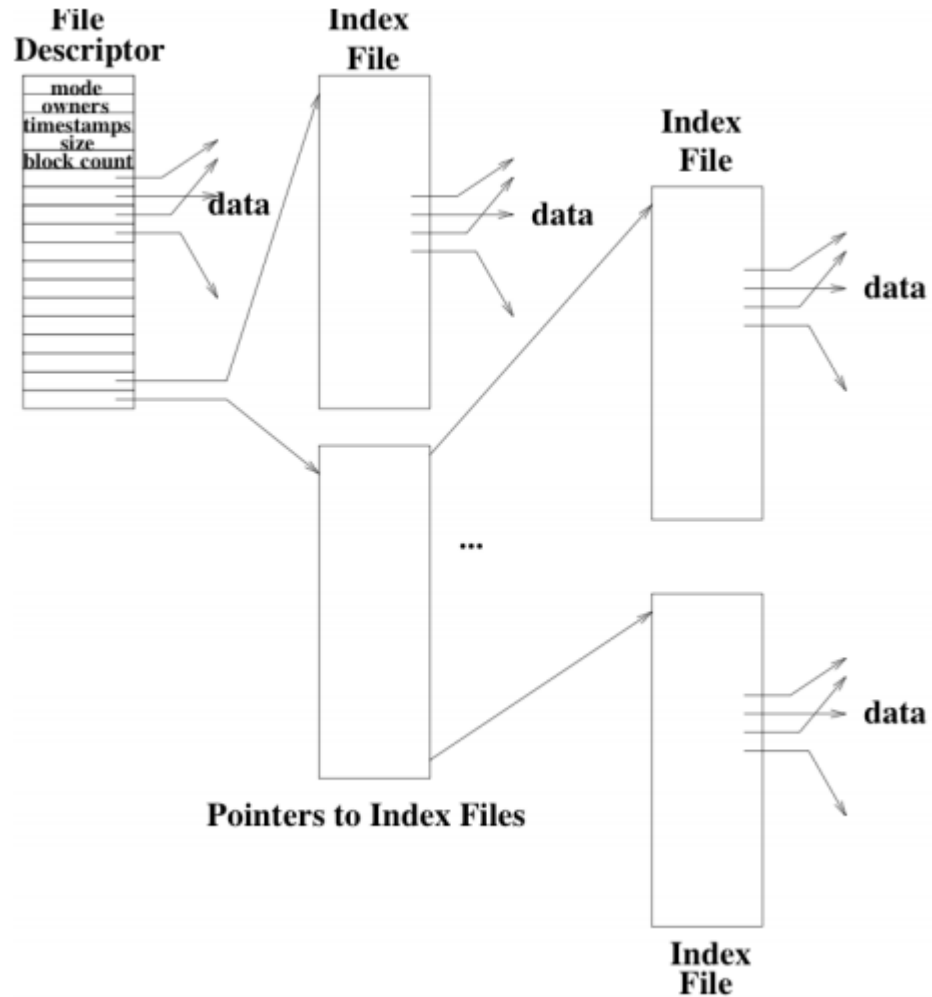 File
Descriptor
mode
owners
timestamps
size
block count
data
Index
File
data
Index
File
data
...
Pointers to Index Files
data
Index
File